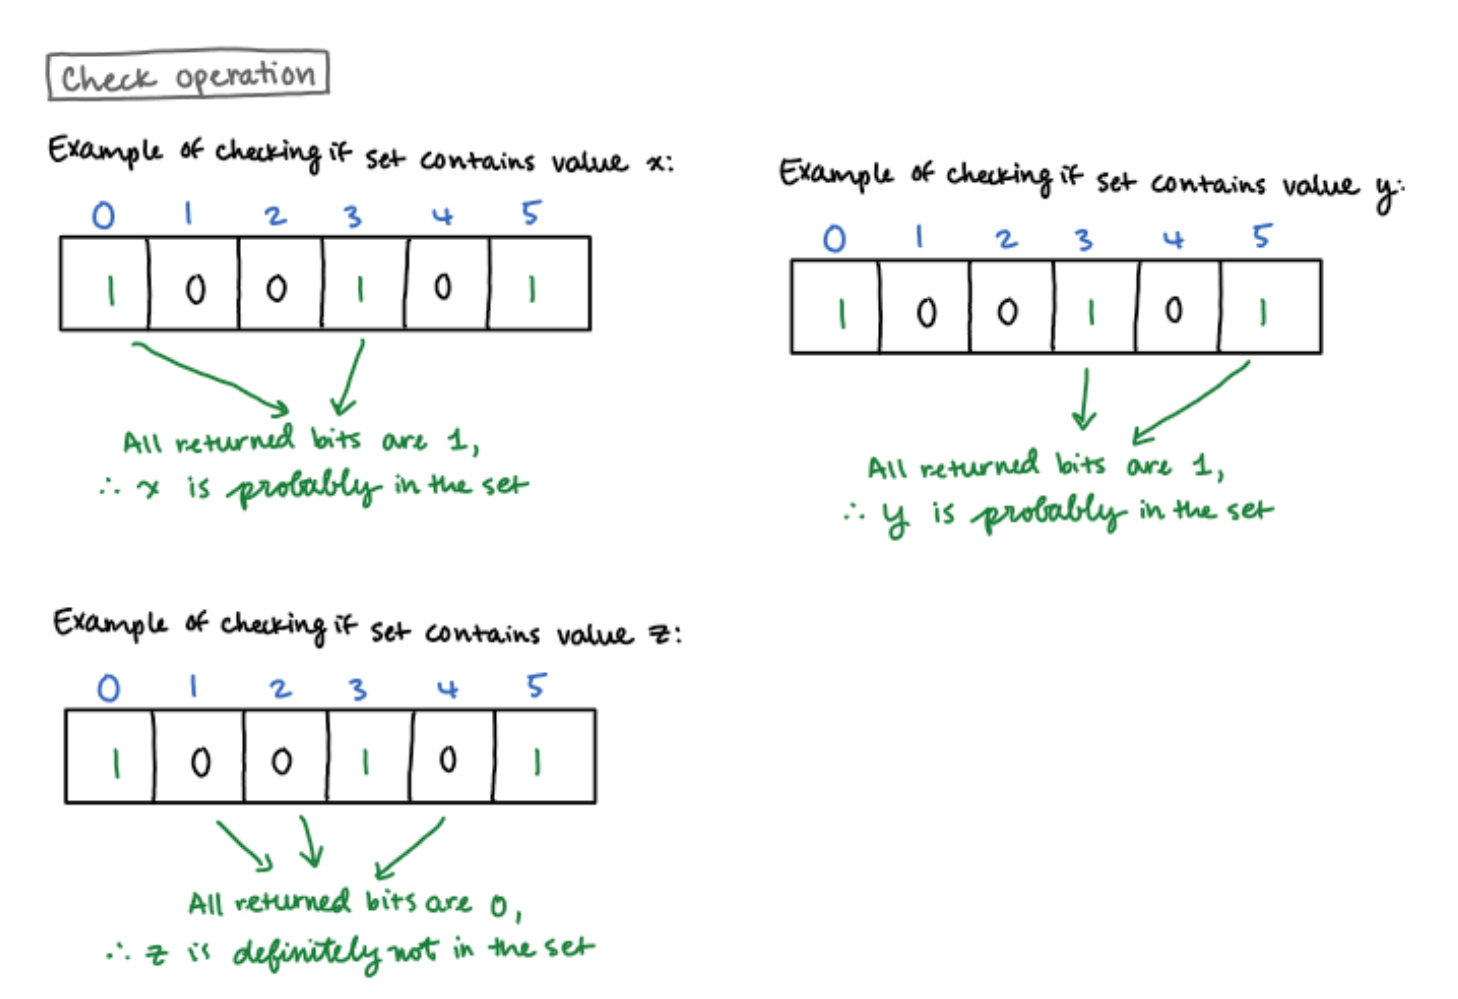 Check operation
Example of checking if set contains value x:
0 1 2 3 4 5
1 0 0 1 0 1
All returned bits are 1,
∴ x is probably in the set
Example of checking if set contains value y:
0 1 2 3 4 5
1 0 0 1 0 1
All returned bits are 1,
∴ y is probably in the set
Example of checking if set contains value z:
0 1 2 3 4 5
1 0 0 1 0 1
All returned bits are 0,
∴ z is definitely not in the set